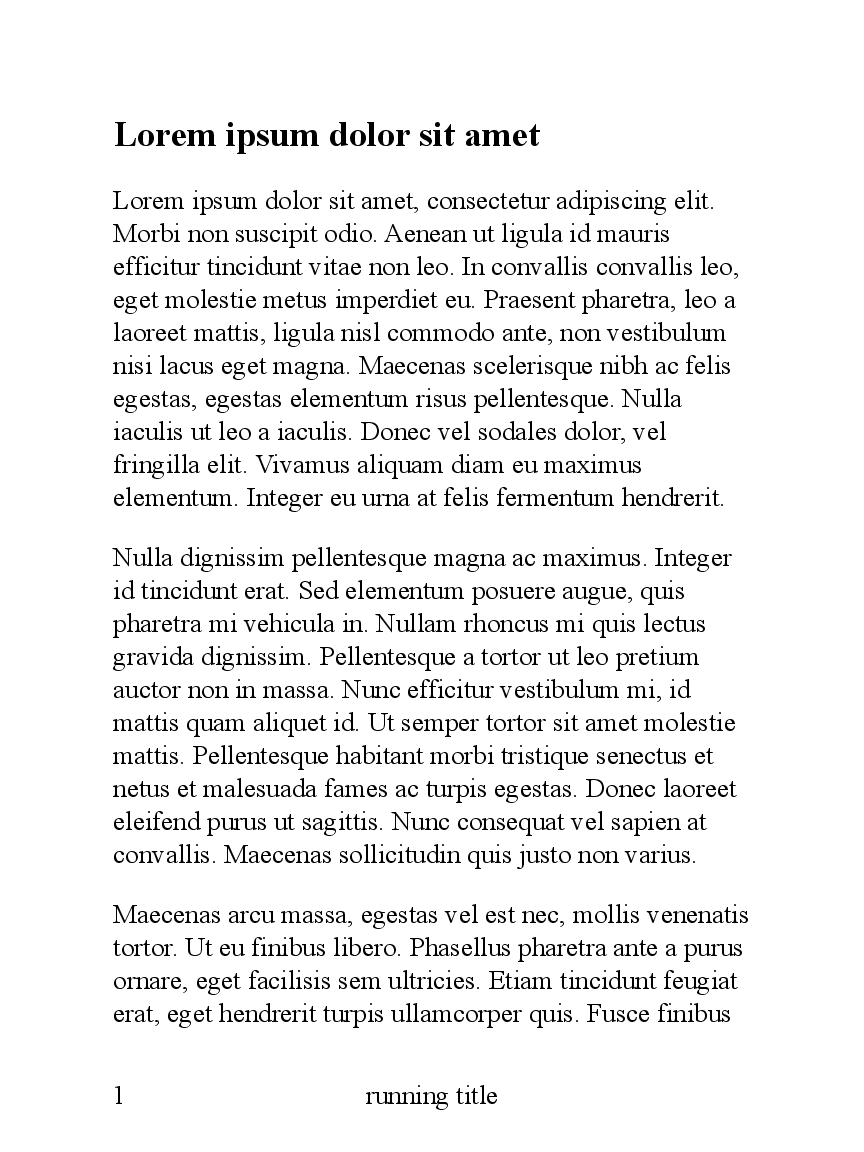 Lorem ipsum dolor sit amet
Lorem ipsum dolor sit amet, consectetur adipiscing elit.
Morbi non suscipit odio. Aenean ut ligula id mauris
efficitur tincidunt vitae non leo. In convallis convallis leo,
eget molestie metus imperdiet eu. Praesent pharetra, leo a
laoreet mattis, ligula nisl commodo ante, non vestibulum
nisi lacus eget magna. Maecenas scelerisque nibh ac felis
egestas, egestas elementum risus pellentesque. Nulla
iaculis ut leo a iaculis. Donec vel sodales dolor, vel
fringilla elit. Vivamus aliquam diam eu maximus
elementum. Integer eu urna at felis fermentum hendrerit.
Nulla dignissim pellentesque magna ac maximus. Integer
id tincidunt erat. Sed elementum posuere augue, quis
pharetra mi vehicula in. Nullam rhoncus mi quis lectus
gravida dignissim. Pellentesque a tortor ut leo pretium
auctor non in massa. Nunc efficitur vestibulum mi, id
mattis quam aliquet id. Ut semper tortor sit amet molestie
mattis. Pellentesque habitant morbi tristique senectus et
netus et malesuada fames ac turpis egestas. Donec laoreet
eleifend purus ut sagittis. Nunc consequat vel sapien at
convallis. Maecenas sollicitudin quis justo non varius.
Maecenas arcu massa, egestas vel est nec, mollis venenatis
tortor. Ut eu finibus libero. Phasellus pharetra ante a purus
ornare, eget facilisis sem ultricies. Etiam tincidunt feugiat
erat, eget hendrerit turpis ullamcorper quis. Fusce finibus
1 running title